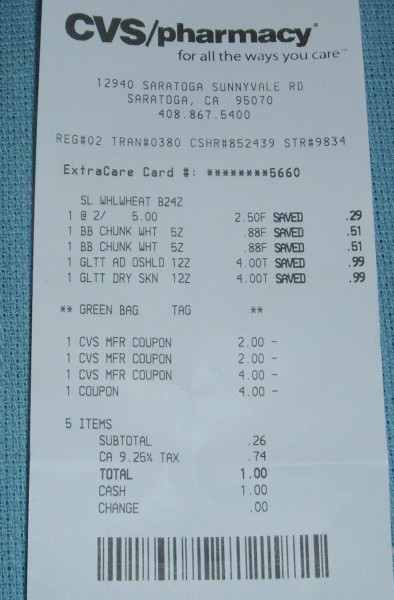 CVS/pharmacy®
for all the ways you care™
12940 SARATOGA SUNNYVALE RD
SARATOGA, CA 95070
408.867.5400
REG#02 TRAN#0380 CSHR#852439 STR#9834
ExtraCare Card #: ********5660
SL WHLWHEAT B24Z
1 @ 2/ 5.00 2.50F SAVED .29
1 BB CHUNK WHT 5Z .88F SAVED .51
1 BB CHUNK WHT 5Z .88F SAVED .51
1 GLTT AD OSHLD 12Z 4.00T SAVED .99
1 GLTT DRY SKN 12Z 4.00T SAVED .99
** GREEN BAG TAG **
1 CVS MFR COUPON 2.00 -
1 CVS MFR COUPON 2.00 -
1 CVS MFR COUPON 4.00 -
1 COUPON 4.00 -
5 ITEMS
SUBTOTAL .26
CA 9.25% TAX .74
TOTAL 1.00
CASH 1.00
CHANGE .00